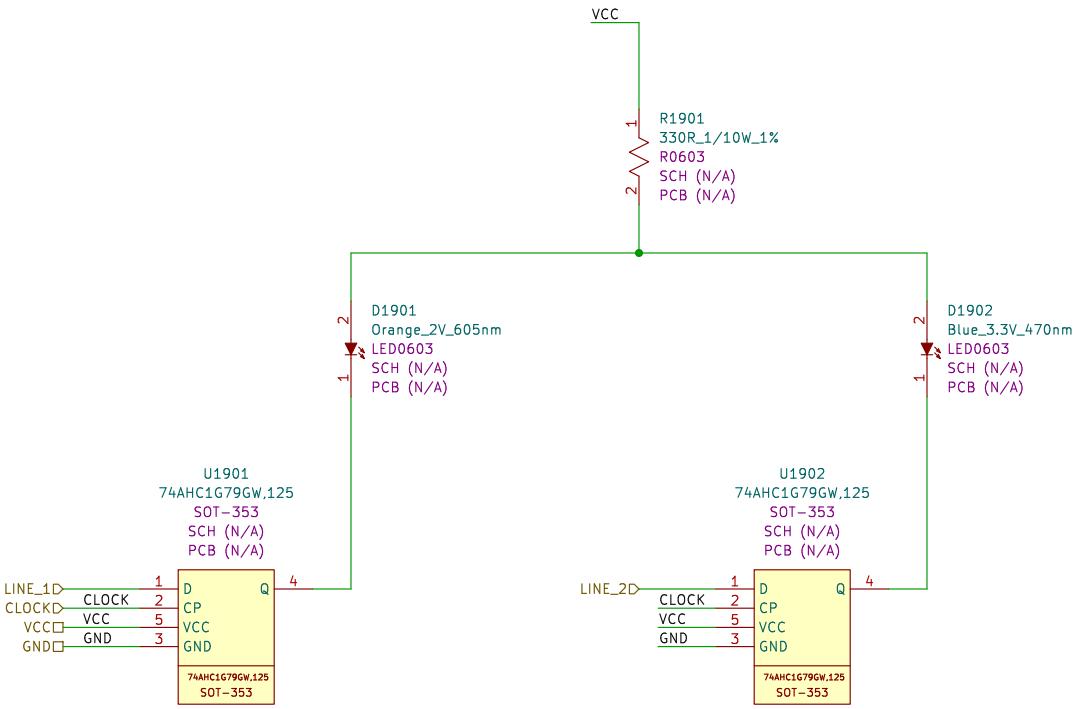 VCC
1
R1901
330R_1/10W_1%
R0603
SCH (N/A)
PCB (N/A)
2
2
D1901
Orange_2V_605nm
LED0603
SCH (N/A)
PCB (N/A)
1
2
D1902
Blue_3.3V_470nm
LED0603
SCH (N/A)
PCB (N/A)
1
U1901
74AHC1G79GW,125
SOT-353
SCH (N/A)
PCB (N/A)
LINE_1 1 D Q 4
CLOCK CLOCK 2 CP
VCC VCC 5 VCC
GND GND 3 GND
74AHC1G79GW,125
SOT-353
U1902
74AHC1G79GW,125
SOT-353
SCH (N/A)
PCB (N/A)
LINE_2 1 D Q 4
CLOCK 2 CP
VCC 5 VCC
GND 3 GND
74AHC1G79GW,125
SOT-353